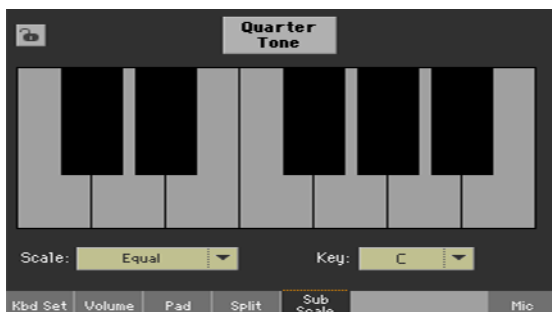 Quarter
Tone
Scale: Equal Key: C
Kbd Set Volume Pad Split Sub Mic
Scale